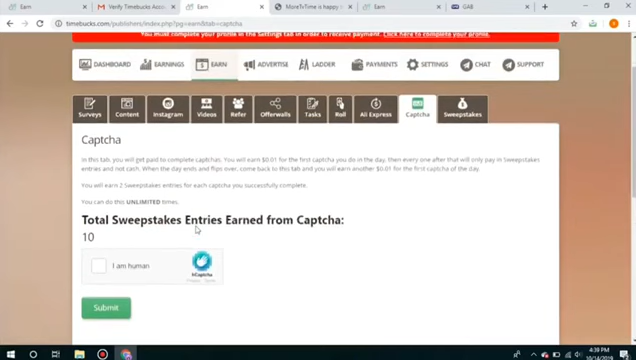 Earn
Verify Timebucks Acco
Earn
MoreTvTime is happy t
Earn
GAB
timebucks.com/publishers/index.php?pg=earn&tab=captcha
You must complete your profile in the Settings tab in order to receive payment. Click here to complete your profile.
DASHBOARD EARNINGS EARN ADVERTISE LADDER PAYMENTS SETTINGS CHAT SUPPORT
Surveys Content Instagram Videos Refer Offerwalls Tasks Roll Ali Express Captcha Sweepstakes
Captcha
In this tab you will get paid to complete captchas. You will earn $0.01 for the first captcha you do in the day, then every one after that will only pay in Sweepstakes
entries and not cash. When the day ends and flips over, come back to this tab and you will earn another $0.01 for the first captcha of the day.
You will earn 2 Sweepstakes entries for each captcha you successfully complete.
You can do this UNLIMITED times.
Total Sweepstakes Entries Earned from Captcha:
10
I am human
hCaptcha
Privacy - Terms
Submit
4:39 PM
10/14/2019